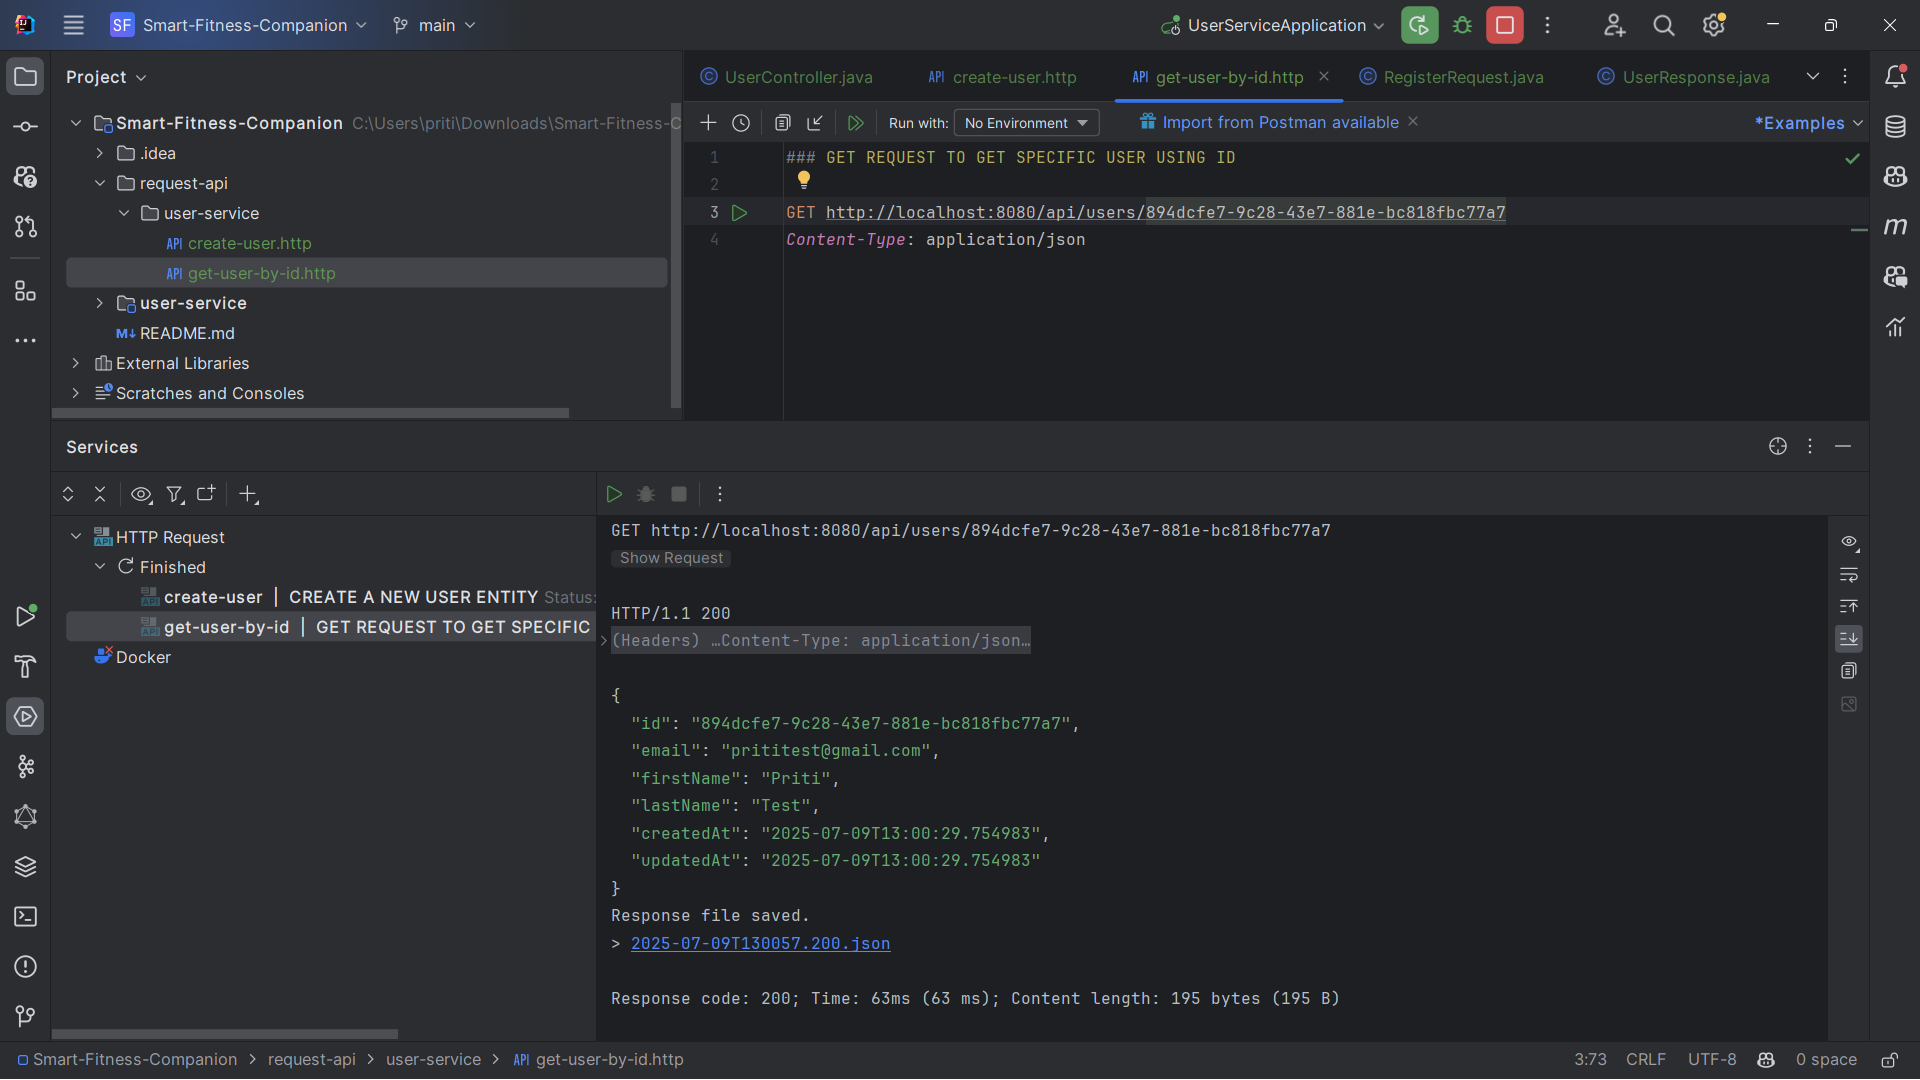 SF Smart-Fitness-Companion main UserServiceApplication
Project
Smart-Fitness-Companion C:\Users\priti\Downloads\Smart-Fitness-C
.idea
request-api
user-service
API create-user.http
API get-user-by-id.http
user-service
M↓ README.md
External Libraries
Scratches and Consoles
UserController.java API create-user.http API get-user-by-id.http RegisterRequest.java UserResponse.java
Run with: No Environment Import from Postman available *Examples
1 ### GET REQUEST TO GET SPECIFIC USER USING ID
2
3 GET http://localhost:8080/api/users/894dcfe7-9c28-43e7-881e-bc818fbc77a7
4 Content-Type: application/json
Services
HTTP Request
Finished
create-user | CREATE A NEW USER ENTITY Status:
get-user-by-id | GET REQUEST TO GET SPECIFIC
Docker
GET http://localhost:8080/api/users/894dcfe7-9c28-43e7-881e-bc818fbc77a7
Show Request
HTTP/1.1 200
(Headers) …Content-Type: application/json…
{
"id": "894dcfe7-9c28-43e7-881e-bc818fbc77a7",
"email": "prititest@gmail.com",
"firstName": "Priti",
"lastName": "Test",
"createdAt": "2025-07-09T13:00:29.754983",
"updatedAt": "2025-07-09T13:00:29.754983"
}
Response file saved.
> 2025-07-09T130057.200.json
Response code: 200; Time: 63ms (63 ms); Content length: 195 bytes (195 B)
Smart-Fitness-Companion > request-api > user-service > API get-user-by-id.http 3:73 CRLF UTF-8 0 space